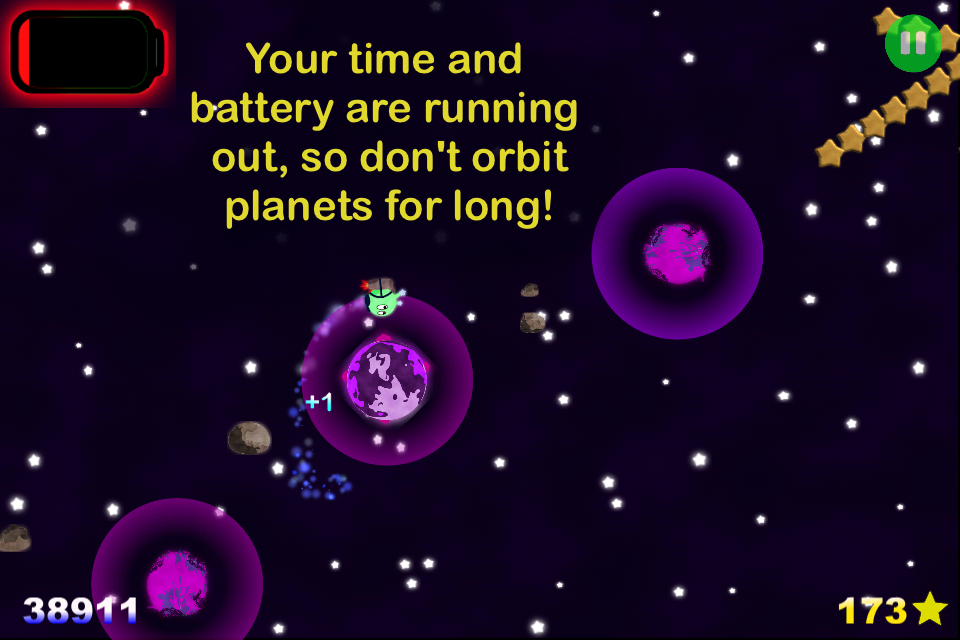 Your time and
battery are running
out, so don't orbit
planets for long!
+1
38911
173